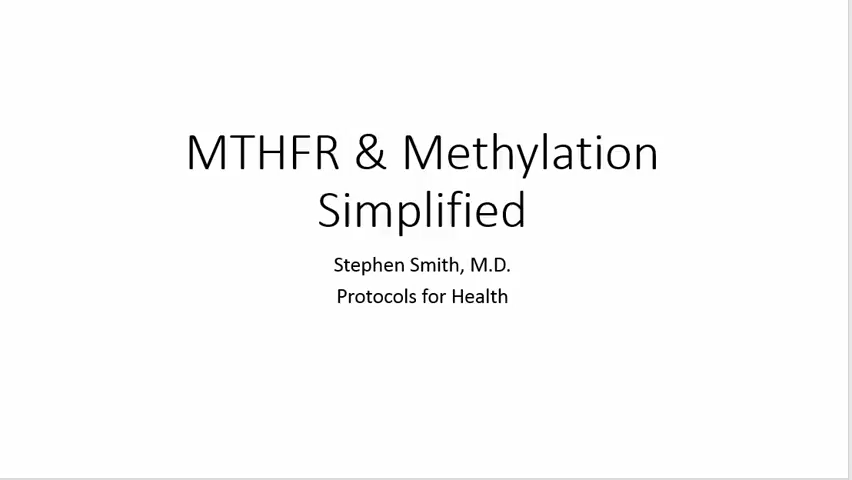 MTHFR & Methylation
Simplified
Stephen Smith, M.D.
Protocols for Health